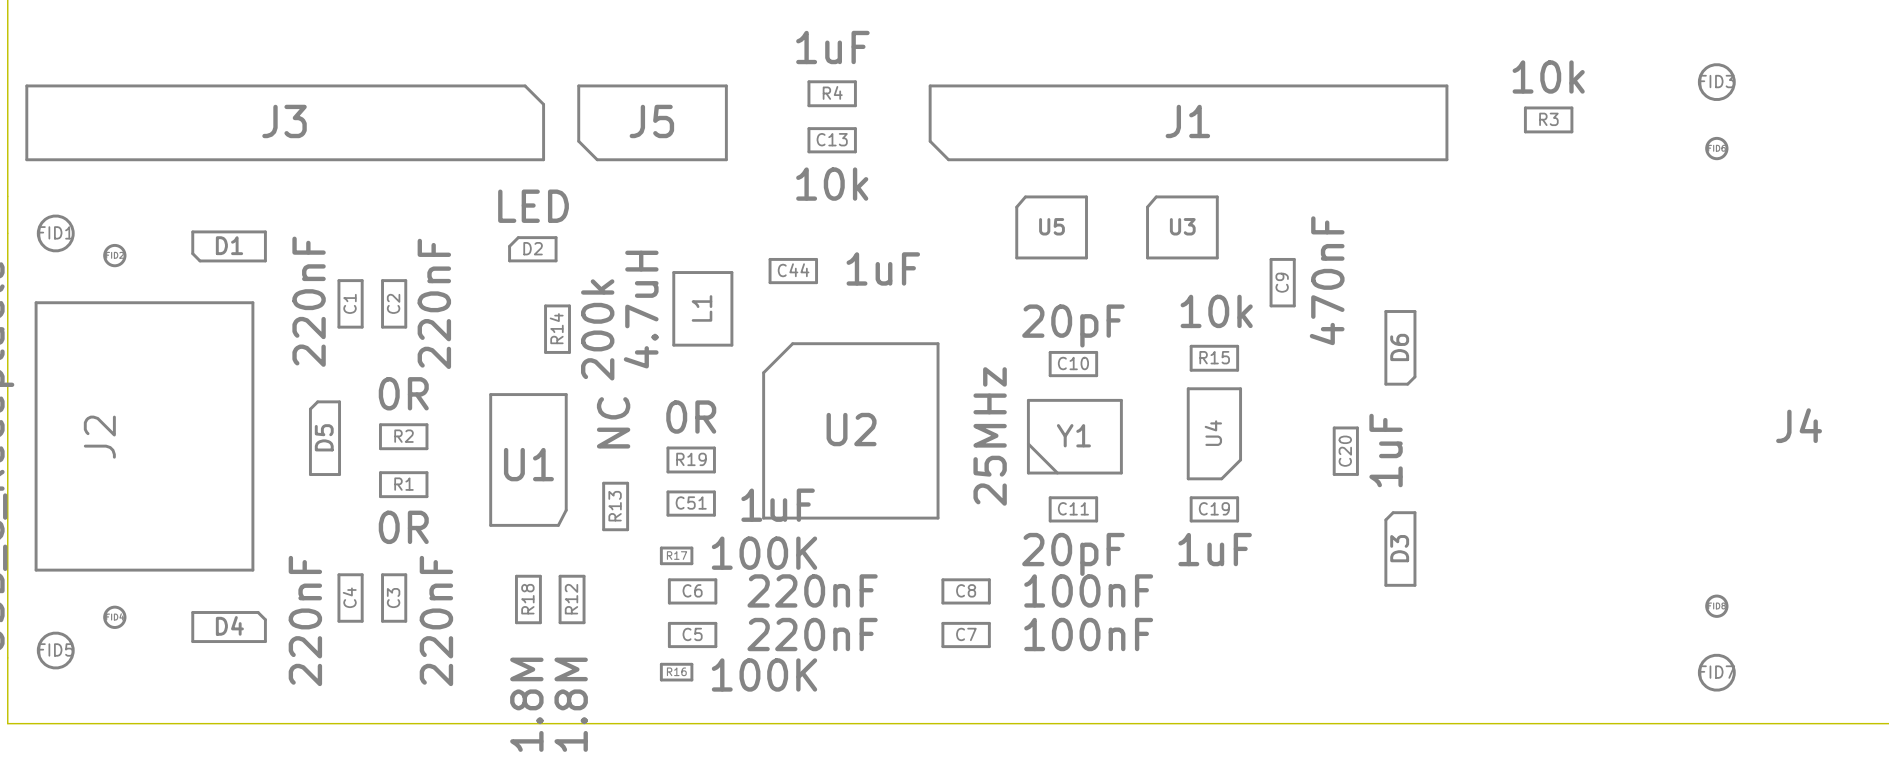 1uF
10k
FID3
R4
J3
J5
J1
R3
C13
FID6
10k
LED
U5
U3
FID1
D1
D2
FID2
220nF
220nF
470nF
C44
1uF
C9
C1
C2
200k
4.7uH
L1
R14
20pF
10k
D6
C10
R15
0R
NC
0R
J2
D5
R2
U1
U2
25MHz
Y1
U4
J4
R19
C20
1uF
R1
R13
C51
1uF
C11
C19
0R
R17
100K
20pF
1uF
D3
220nF
220nF
C4
C3
R18
R12
C6
220nF
C8
100nF
FID8
FID4
D4
C5
220nF
C7
100nF
FID5
R16
100K
FID7
1.8M
1.8M